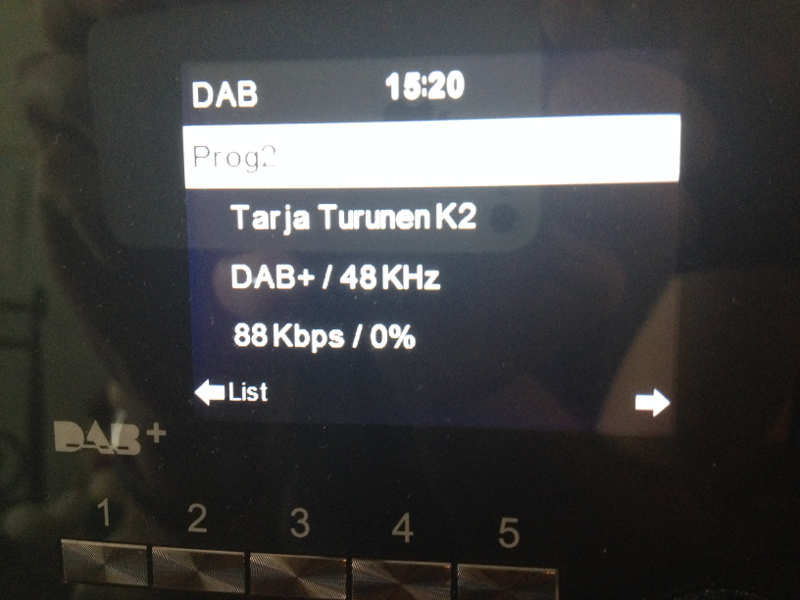 DAB 15:20
Prog2
Tarja Turunen K2
DAB+ / 48 KHz
88 Kbps / 0%
List
DAB+
1 2 3 4 5